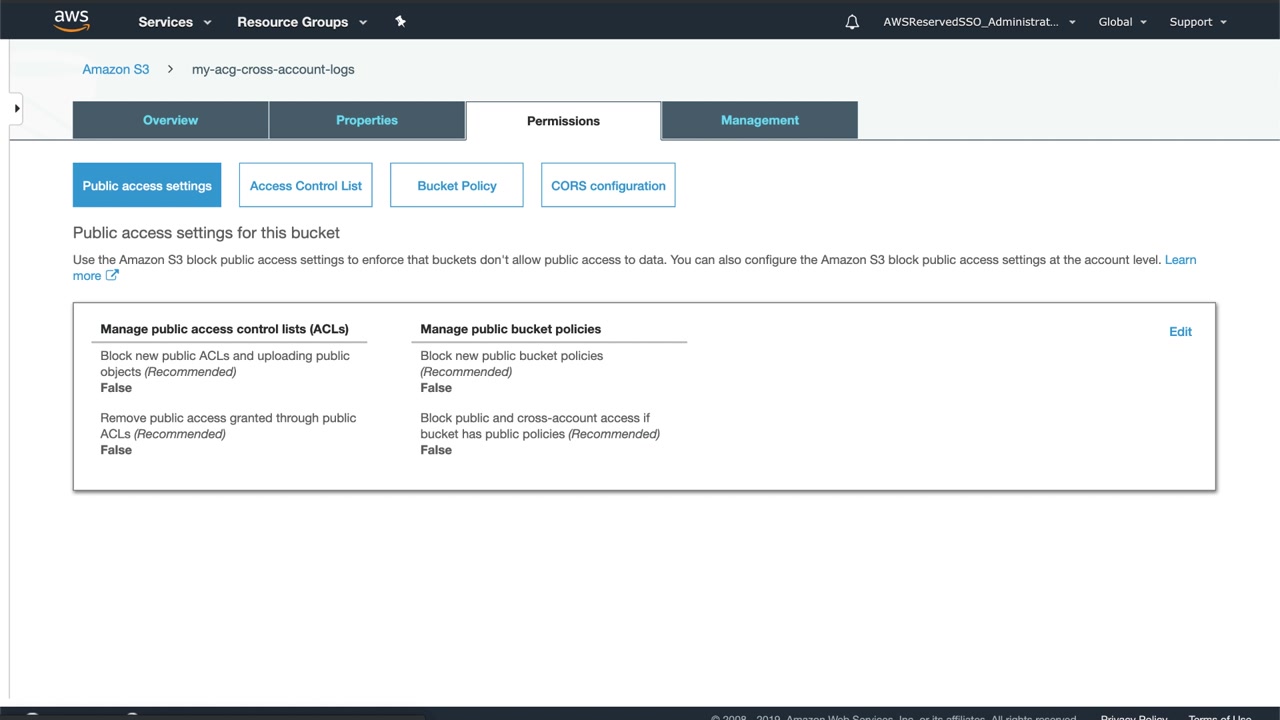 aws Services Resource Groups AWSReservedSSO_Administrat... Global Support
Amazon S3 > my-acg-cross-account-logs
Overview Properties Permissions Management
Public access settings Access Control List Bucket Policy CORS configuration
Public access settings for this bucket
Use the Amazon S3 block public access settings to enforce that buckets don't allow public access to data. You can also configure the Amazon S3 block public access settings at the account level. Learn
more
Manage public access control lists (ACLs)
Block new public ACLs and uploading public
objects (Recommended)
False
Remove public access granted through public
ACLs (Recommended)
False
Manage public bucket policies
Block new public bucket policies
(Recommended)
False
Block public and cross-account access if
bucket has public policies (Recommended)
False
Edit
© 2008 - 2019, Amazon Web Services, Inc. or its affiliates. All rights reserved. Privacy Policy Terms of Use